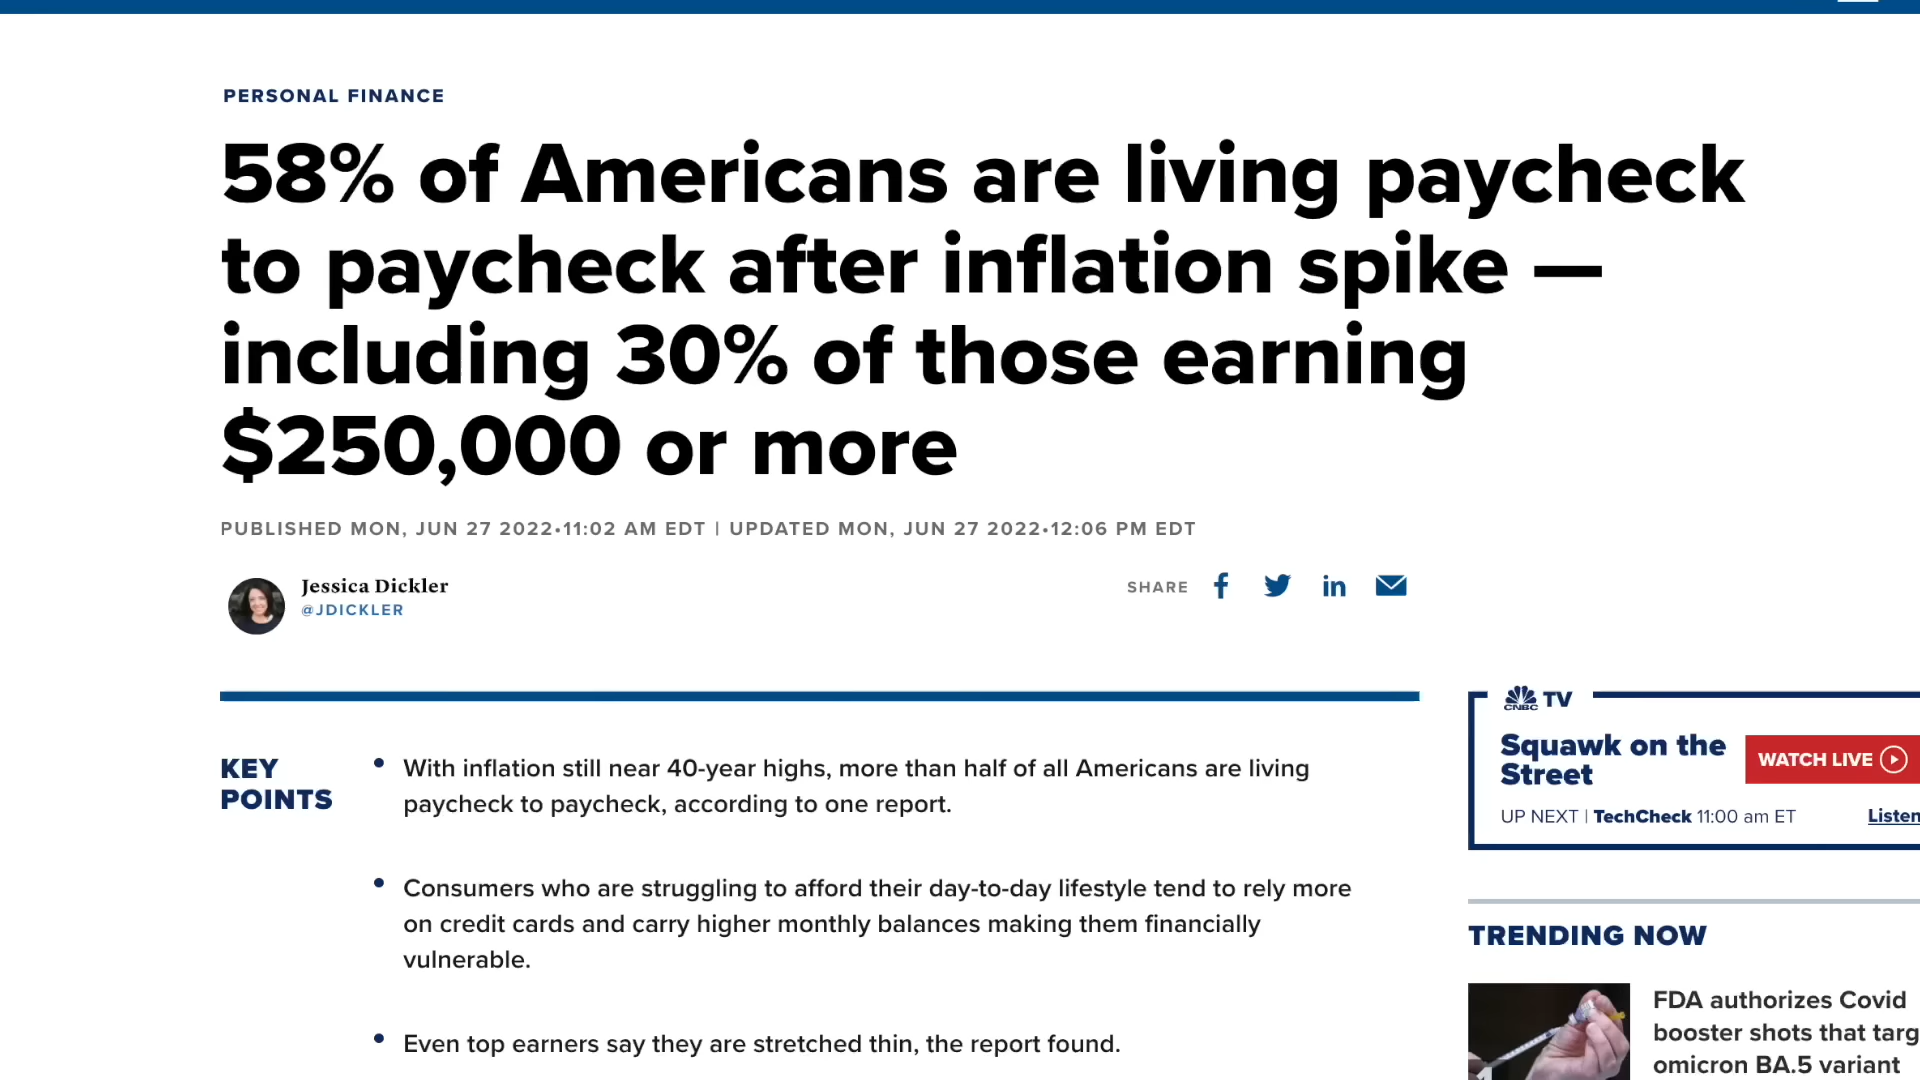 PERSONAL FINANCE
58% of Americans are living paycheck
to paycheck after inflation spike —
including 30% of those earning
$250,000 or more
PUBLISHED MON, JUN 27 2022•11:02 AM EDT | UPDATED MON, JUN 27 2022•12:06 PM EDT
Jessica Dickler
@JDICKLER
SHARE
KEY
POINTS
• With inflation still near 40-year highs, more than half of all Americans are living
paycheck to paycheck, according to one report.
• Consumers who are struggling to afford their day-to-day lifestyle tend to rely more
on credit cards and carry higher monthly balances making them financially
vulnerable.
• Even top earners say they are stretched thin, the report found.
CNBC TV
Squawk on the
Street
WATCH LIVE
UP NEXT | TechCheck 11:00 am ET
Listen
TRENDING NOW
FDA authorizes Covid
booster shots that targ
omicron BA.5 variant